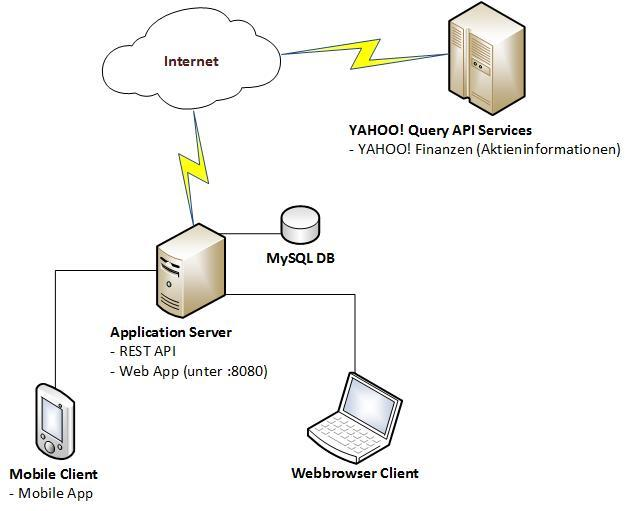 Internet
YAHOO! Query API Services
- YAHOO! Finanzen (Aktieninformationen)
MySQL DB
Application Server
- REST API
- Web App (unter :8080)
Mobile Client
- Mobile App
Webbrowser Client